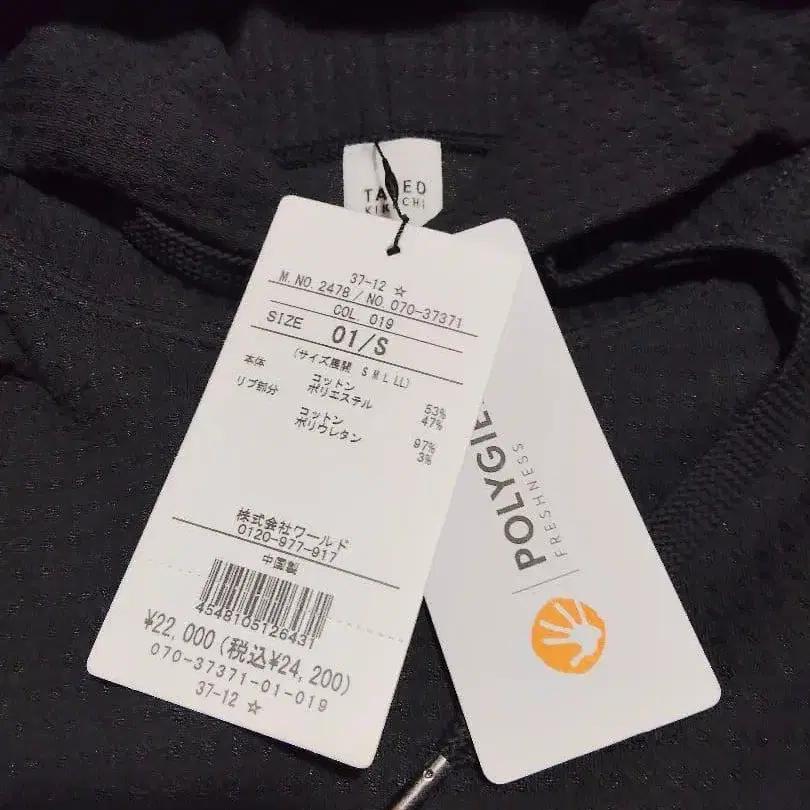 37-12 ☆
M. NO. 2478 / NO. 070-37371
COL. 019
SIZE 01/S
(サイズ展開 S M L LL)
本体 コットン 53%
ポリエステル 47%
リブ部分 コットン 97%
ポリウレタン 3%
株式会社ワールド
0120-977-917
中国製
4548105126431
¥22,000(税込¥24,200)
070-37371-01-019
37-12 ☆
FRESHNESS